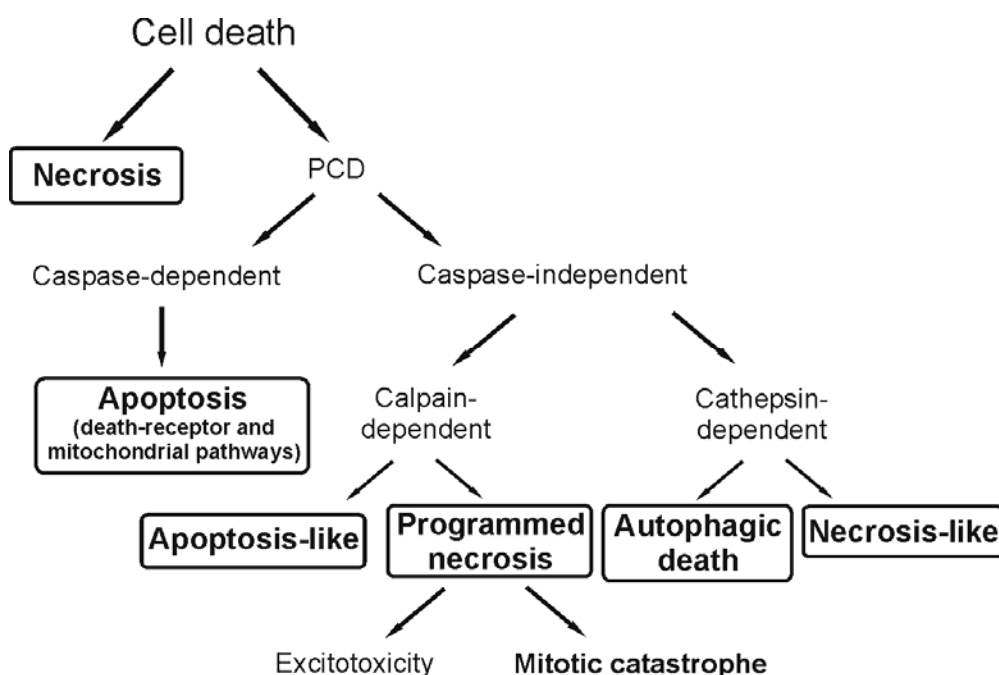 Cell death
Necrosis
PCD
Caspase-dependent
Caspase-independent
Apoptosis
(death-receptor and
mitochondrial pathways)
Calpain-
dependent
Cathepsin-
dependent
Apoptosis-like
Programmed
necrosis
Autophagic
death
Necrosis-like
Excitotoxicity
Mitotic catastrophe